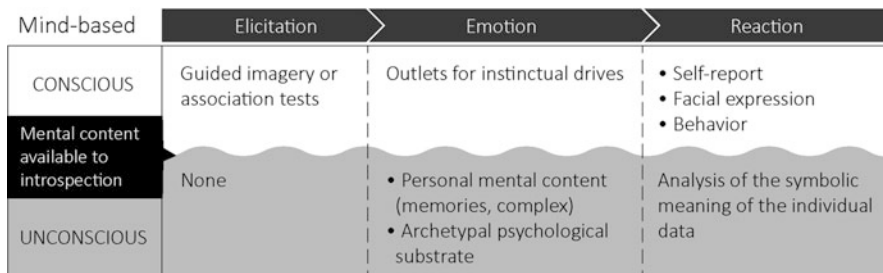 Mind-based
Elicitation
Emotion
Reaction
CONSCIOUS
Guided imagery or
association tests
Outlets for instinctual drives
• Self-report
• Facial expression
• Behavior
Mental content
available to
introspection
UNCONSCIOUS
None
• Personal mental content
(memories, complex)
• Archetypal psychological
substrate
Analysis of the symbolic
meaning of the individual
data